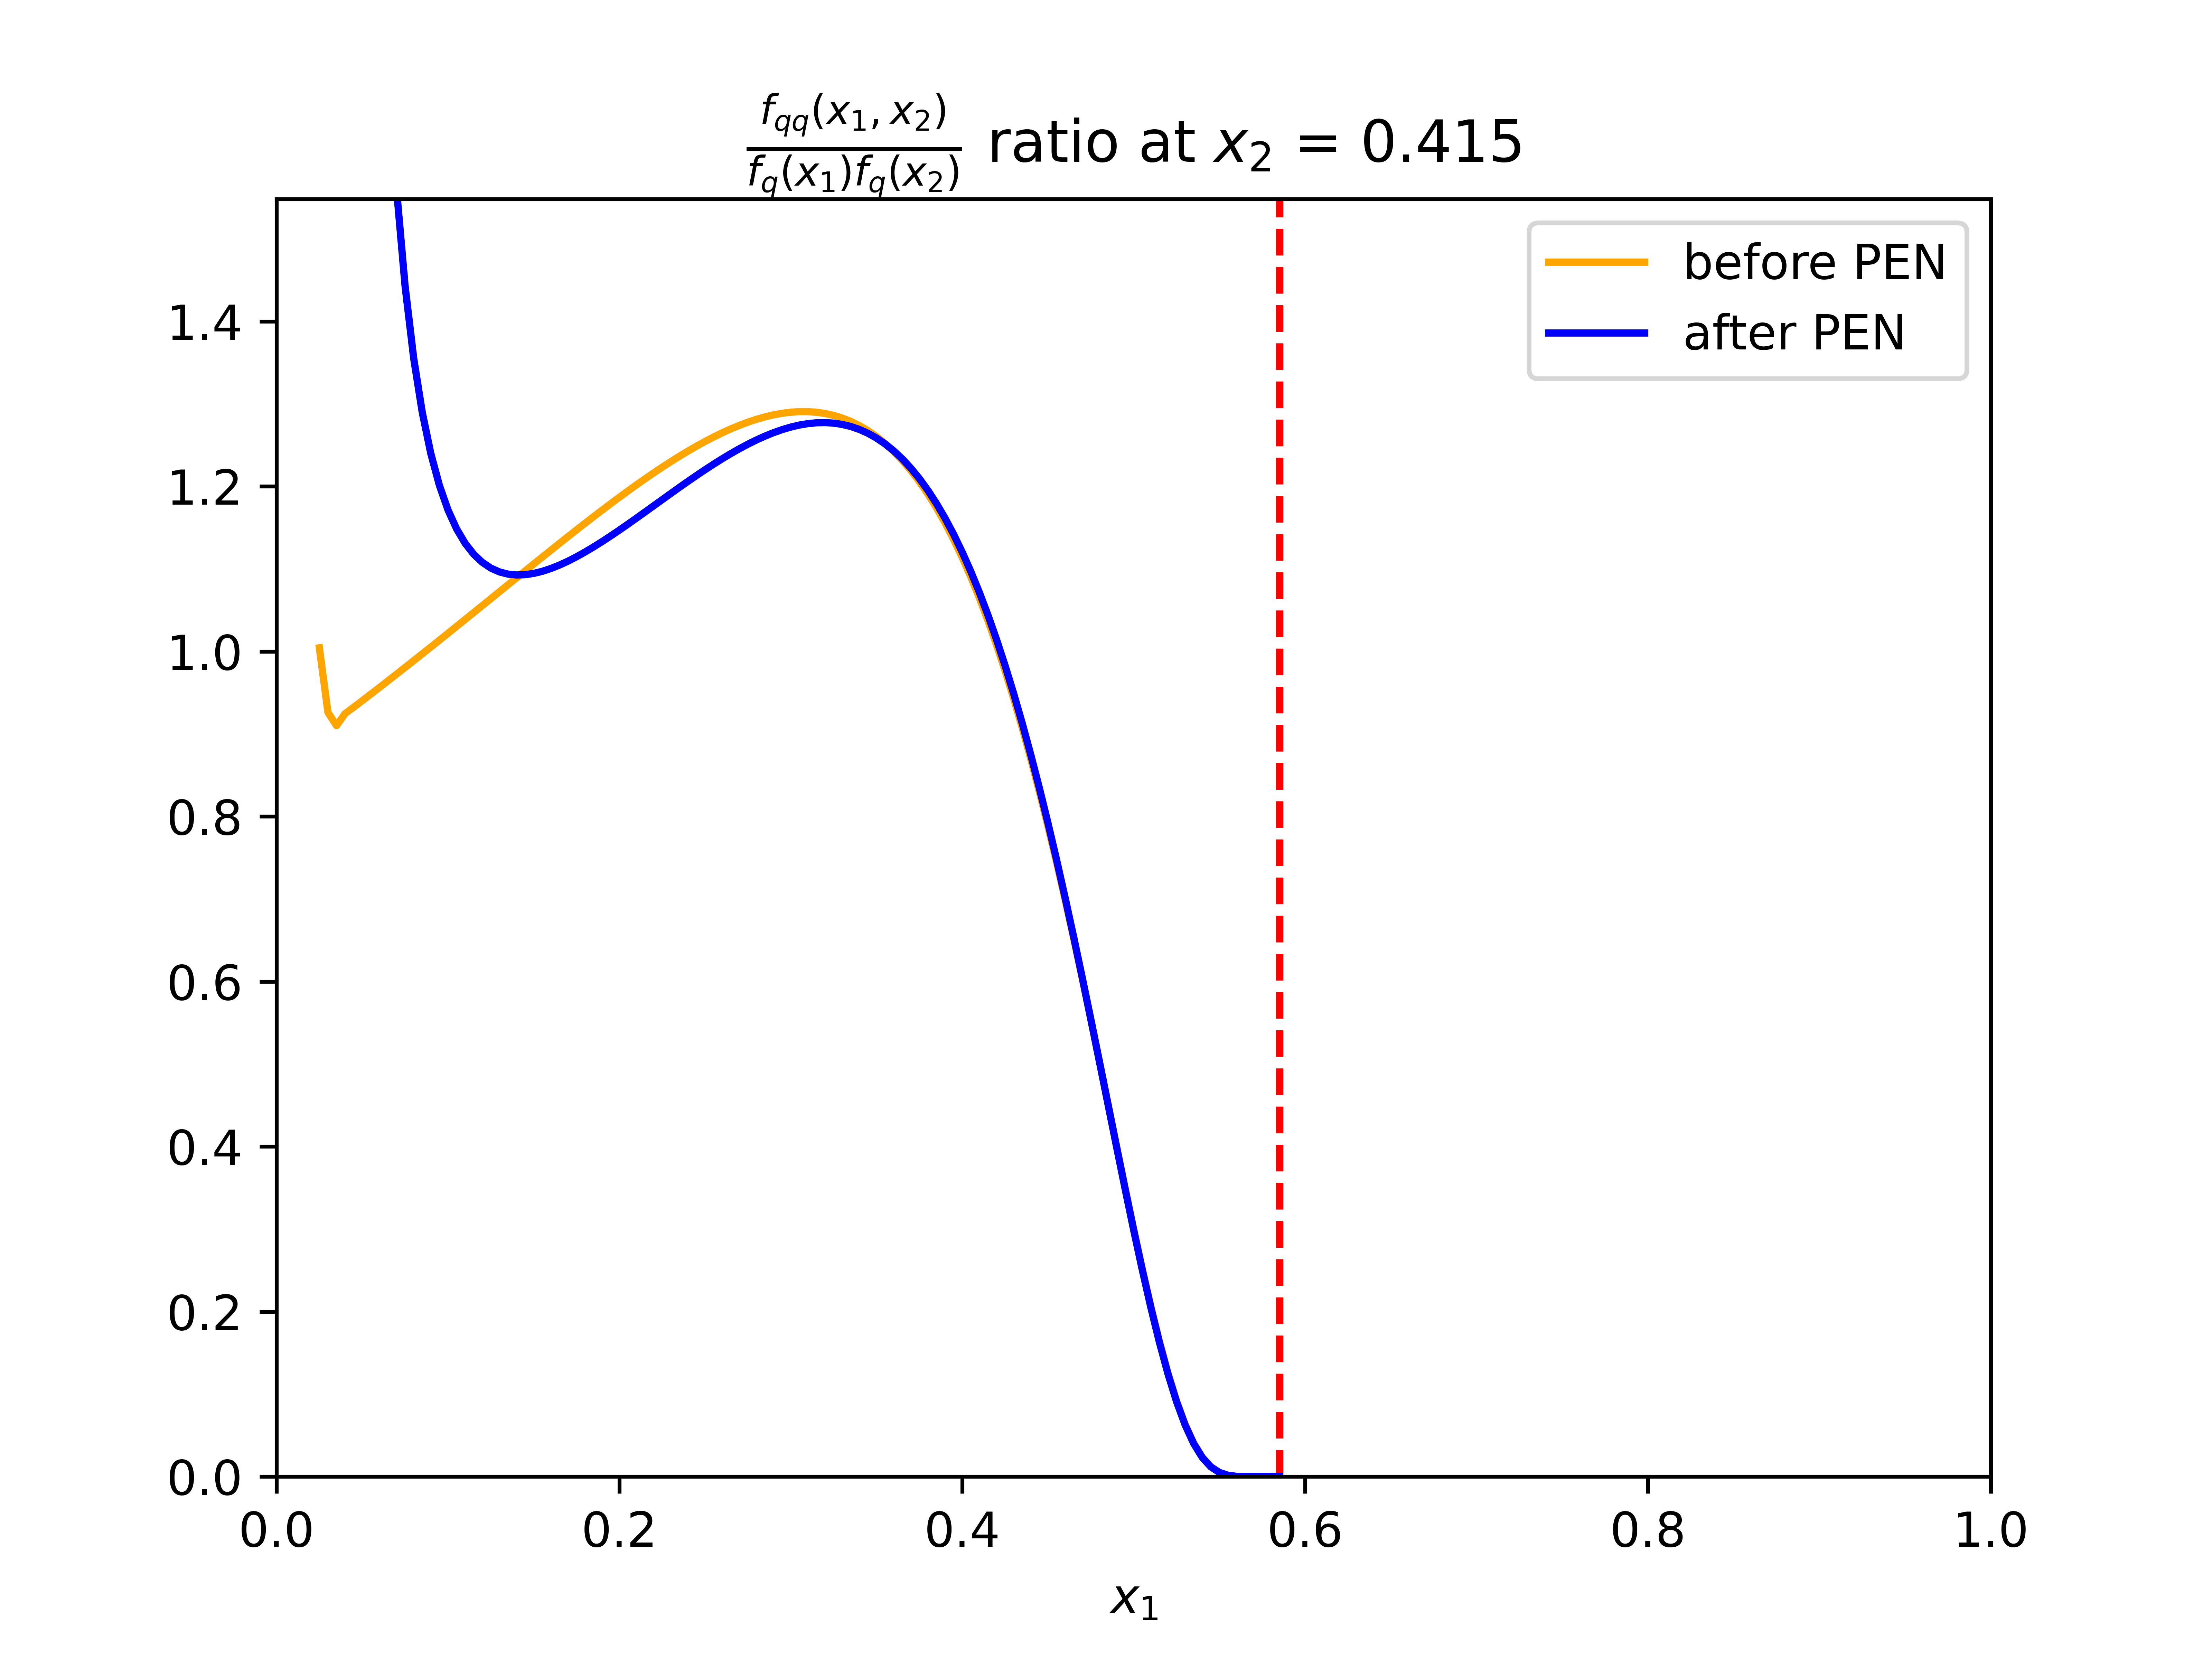 f_qq(x_1, x_2) / f_q(x_1)f_q(x_2) ratio at x_2 = 0.415
before PEN
after PEN
1.4
1.2
1.0
0.8
0.6
0.4
0.2
0.0
0.0 0.2 0.4 0.6 0.8 1.0
x_1